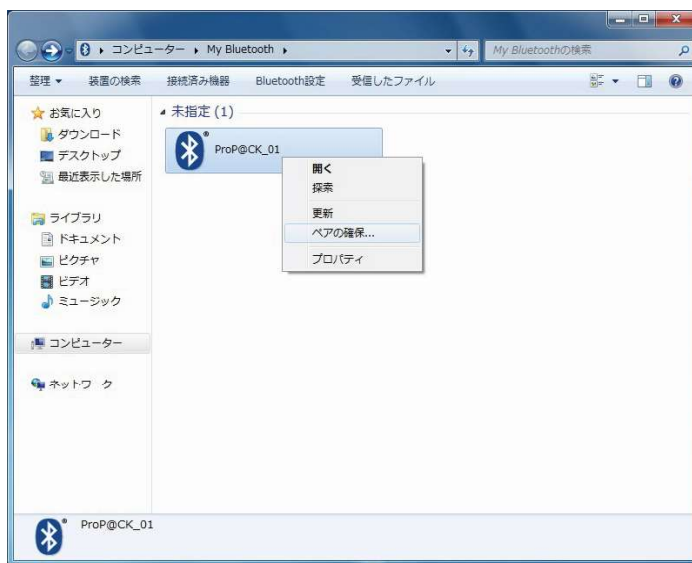 コンピューター ▸ My Bluetooth ▸
My Bluetoothの検索
整理 ▼ 装置の検索 接続済み機器 Bluetooth設定 受信したファイル
お気に入り
ダウンロード
デスクトップ
最近表示した場所
ライブラリ
ドキュメント
ピクチャ
ビデオ
ミュージック
コンピューター
ネットワ ク
未指定 (1)
ProP@CK_01
開く
探索
更新
ペアの確保...
プロパティ
ProP@CK_01